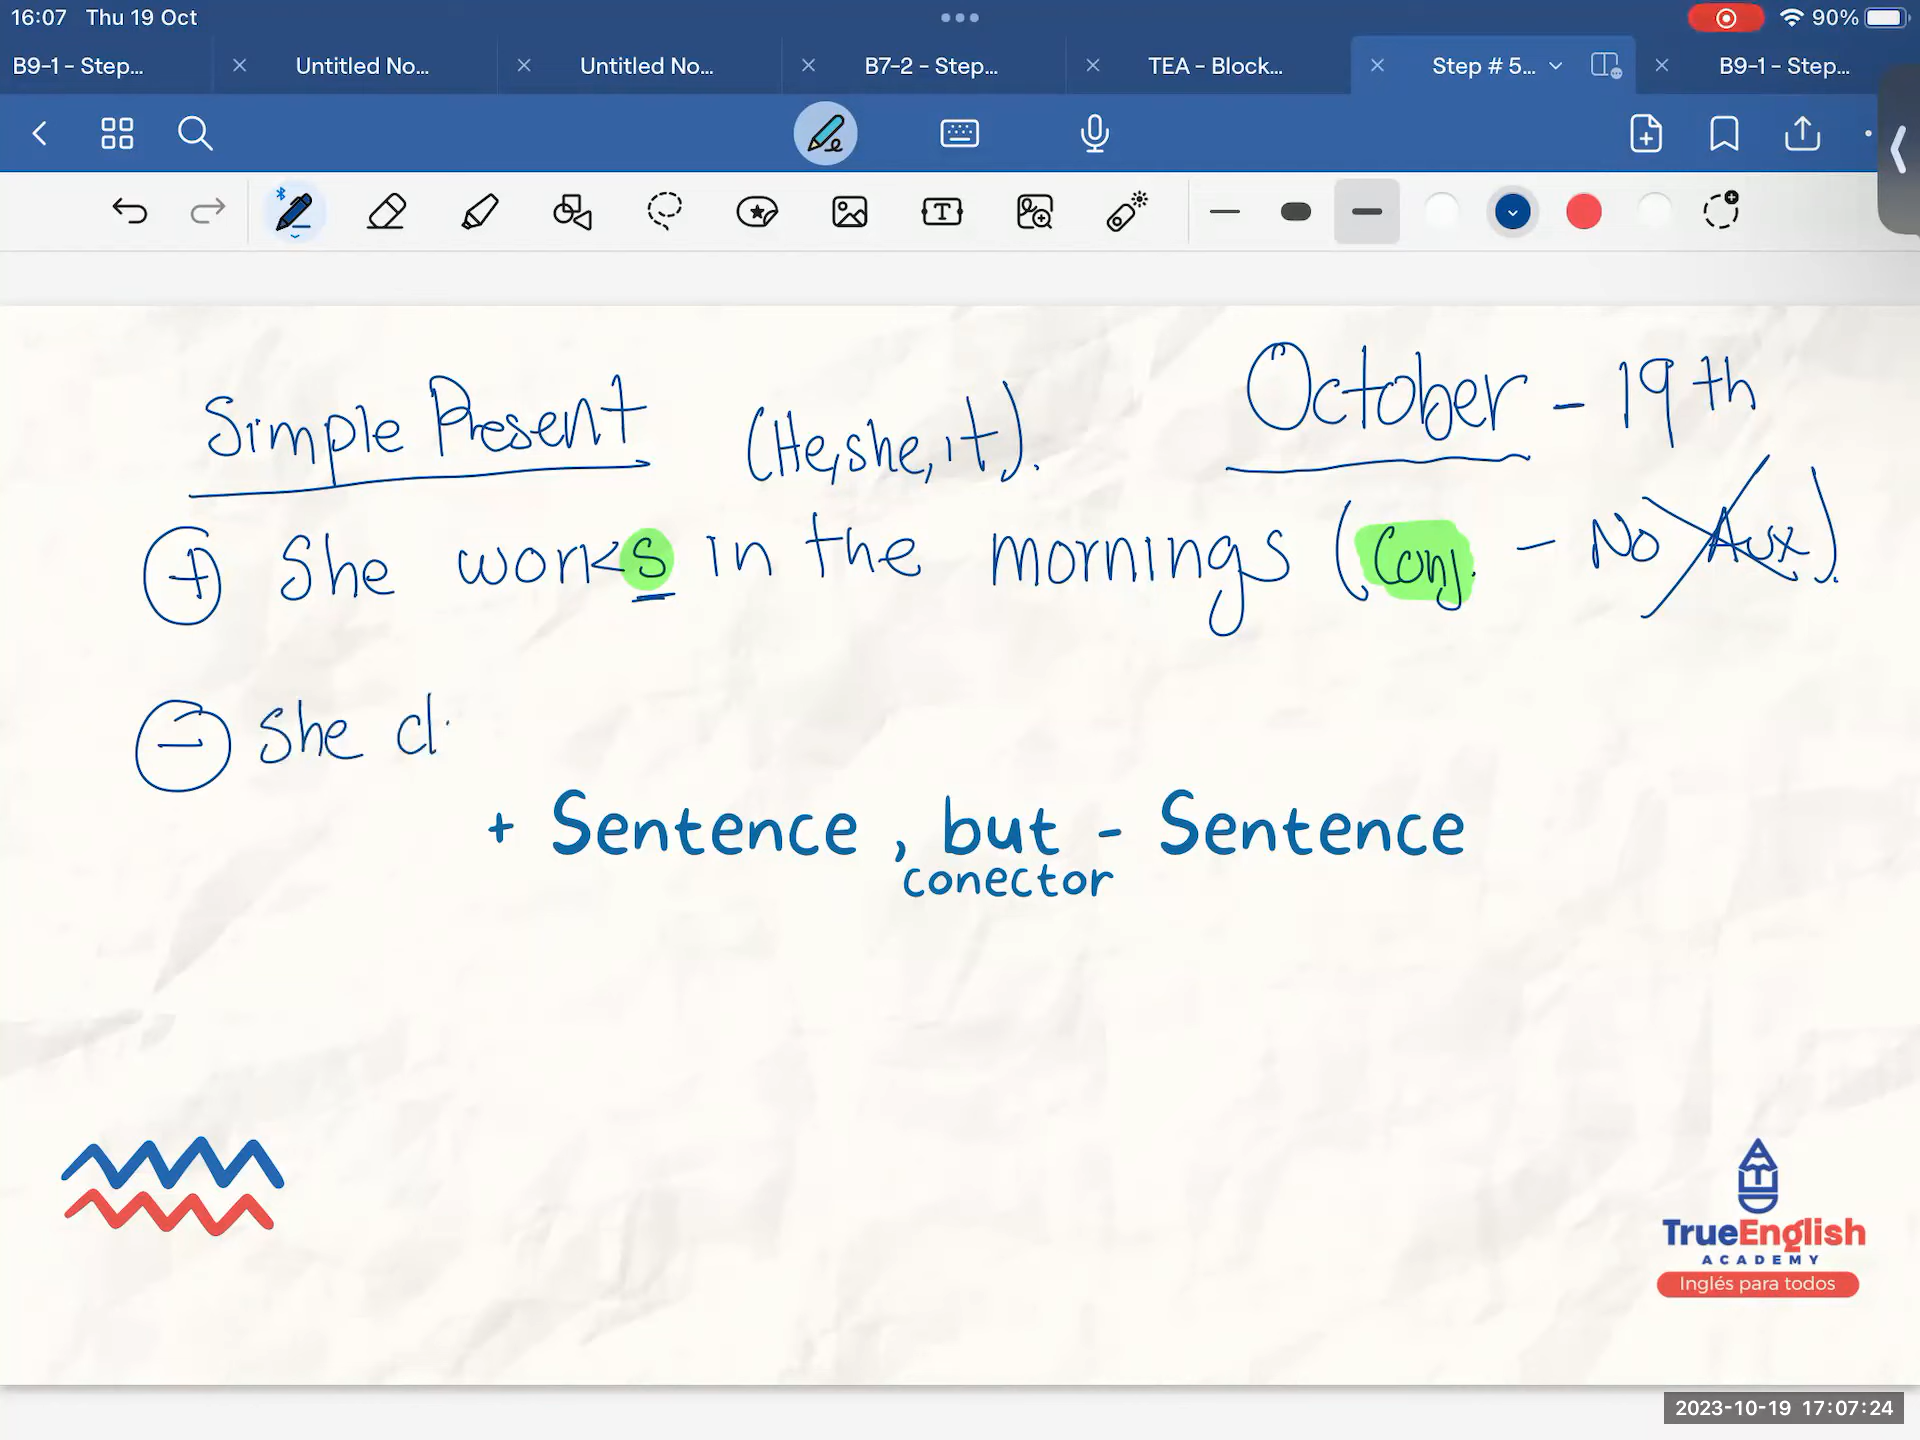 16:07 Thu 19 Oct
90%
B9-1 - Step...
Untitled No...
Untitled No...
B7-2 - Step...
TEA - Block...
Step # 5...
B9-1 - Step...
Simple Present (He, she, it).
October - 19th
+ She works in the mornings (Conj. - No Aux).
- She d
+ Sentence , but - Sentence
conector
TrueEnglish
ACADEMY
Inglés para todos
2023-10-19 17:07:24